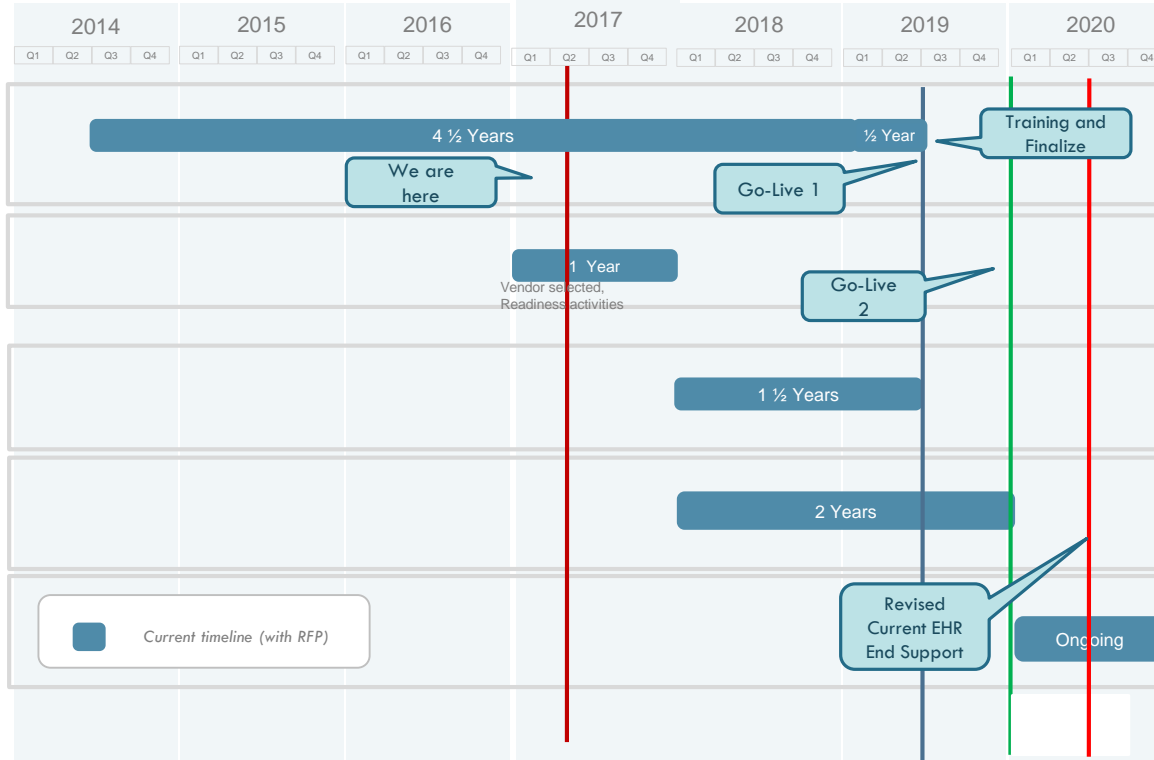 2014
2015
2016
2017
2018
2019
2020
Q1 Q2 Q3 Q4
Q1 Q2 Q3 Q4
Q1 Q2 Q3 Q4
Q1 Q2 Q3 Q4
Q1 Q2 Q3 Q4
Q1 Q2 Q3 Q4
Q1 Q2 Q3 Q4
4 ½ Years
½ Year
Training and
Finalize
We are
here
Go-Live 1
1 Year
Vendor selected,
Readiness activities
Go-Live
2
1 ½ Years
2 Years
Revised
Current EHR
End Support
Current timeline (with RFP)
Ongoing